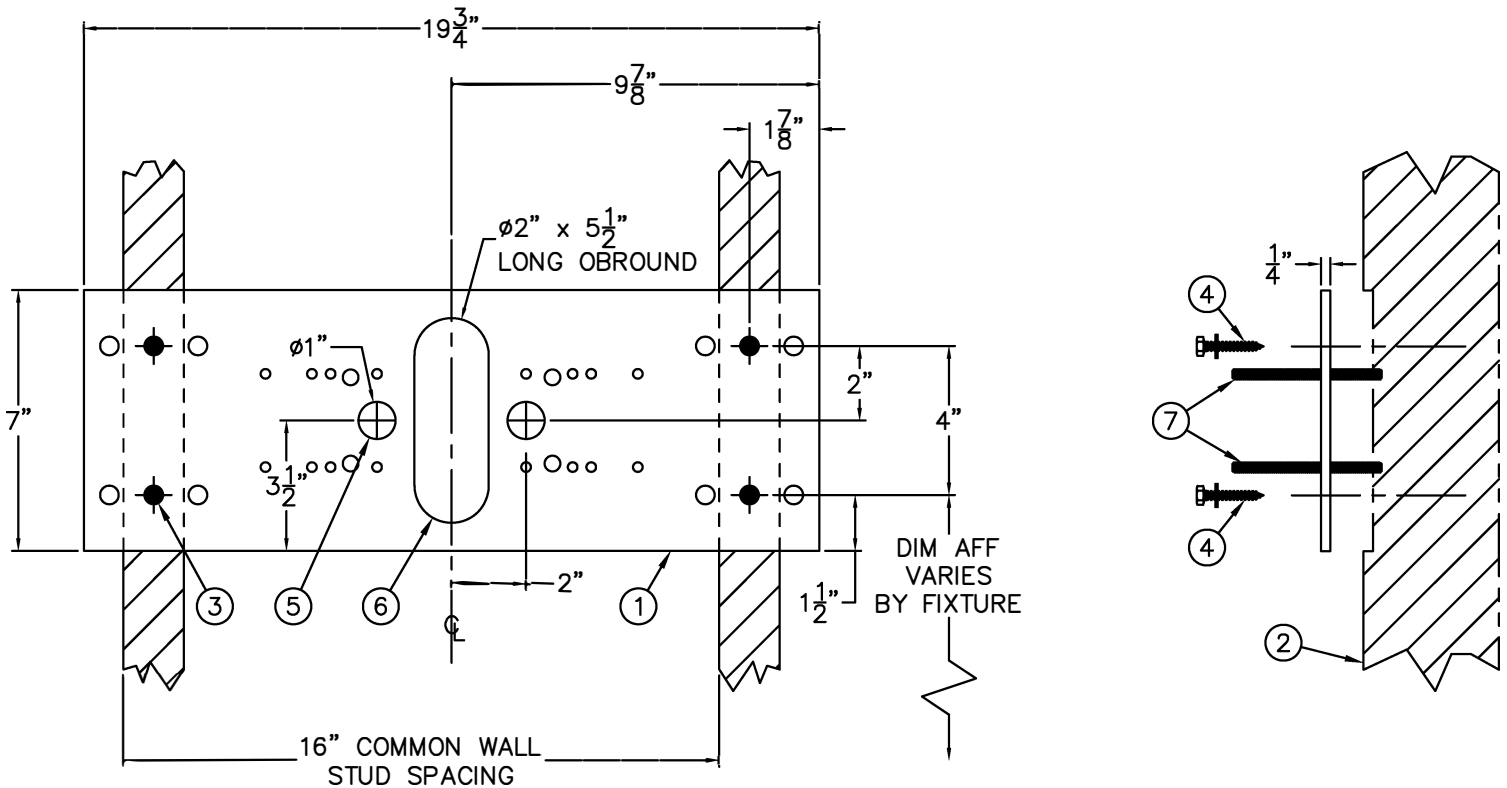 19 3/4"
9 7/8"
1 7/8"
ø2" x 5 1/2"
LONG OBROUND
1/4"
4
ø1"
2"
7"
4"
7
3 1/2"
4
DIM AFF
VARIES
BY FIXTURE
2"
1 1/2"
3
5
6
1
℄
2
16" COMMON WALL
STUD SPACING